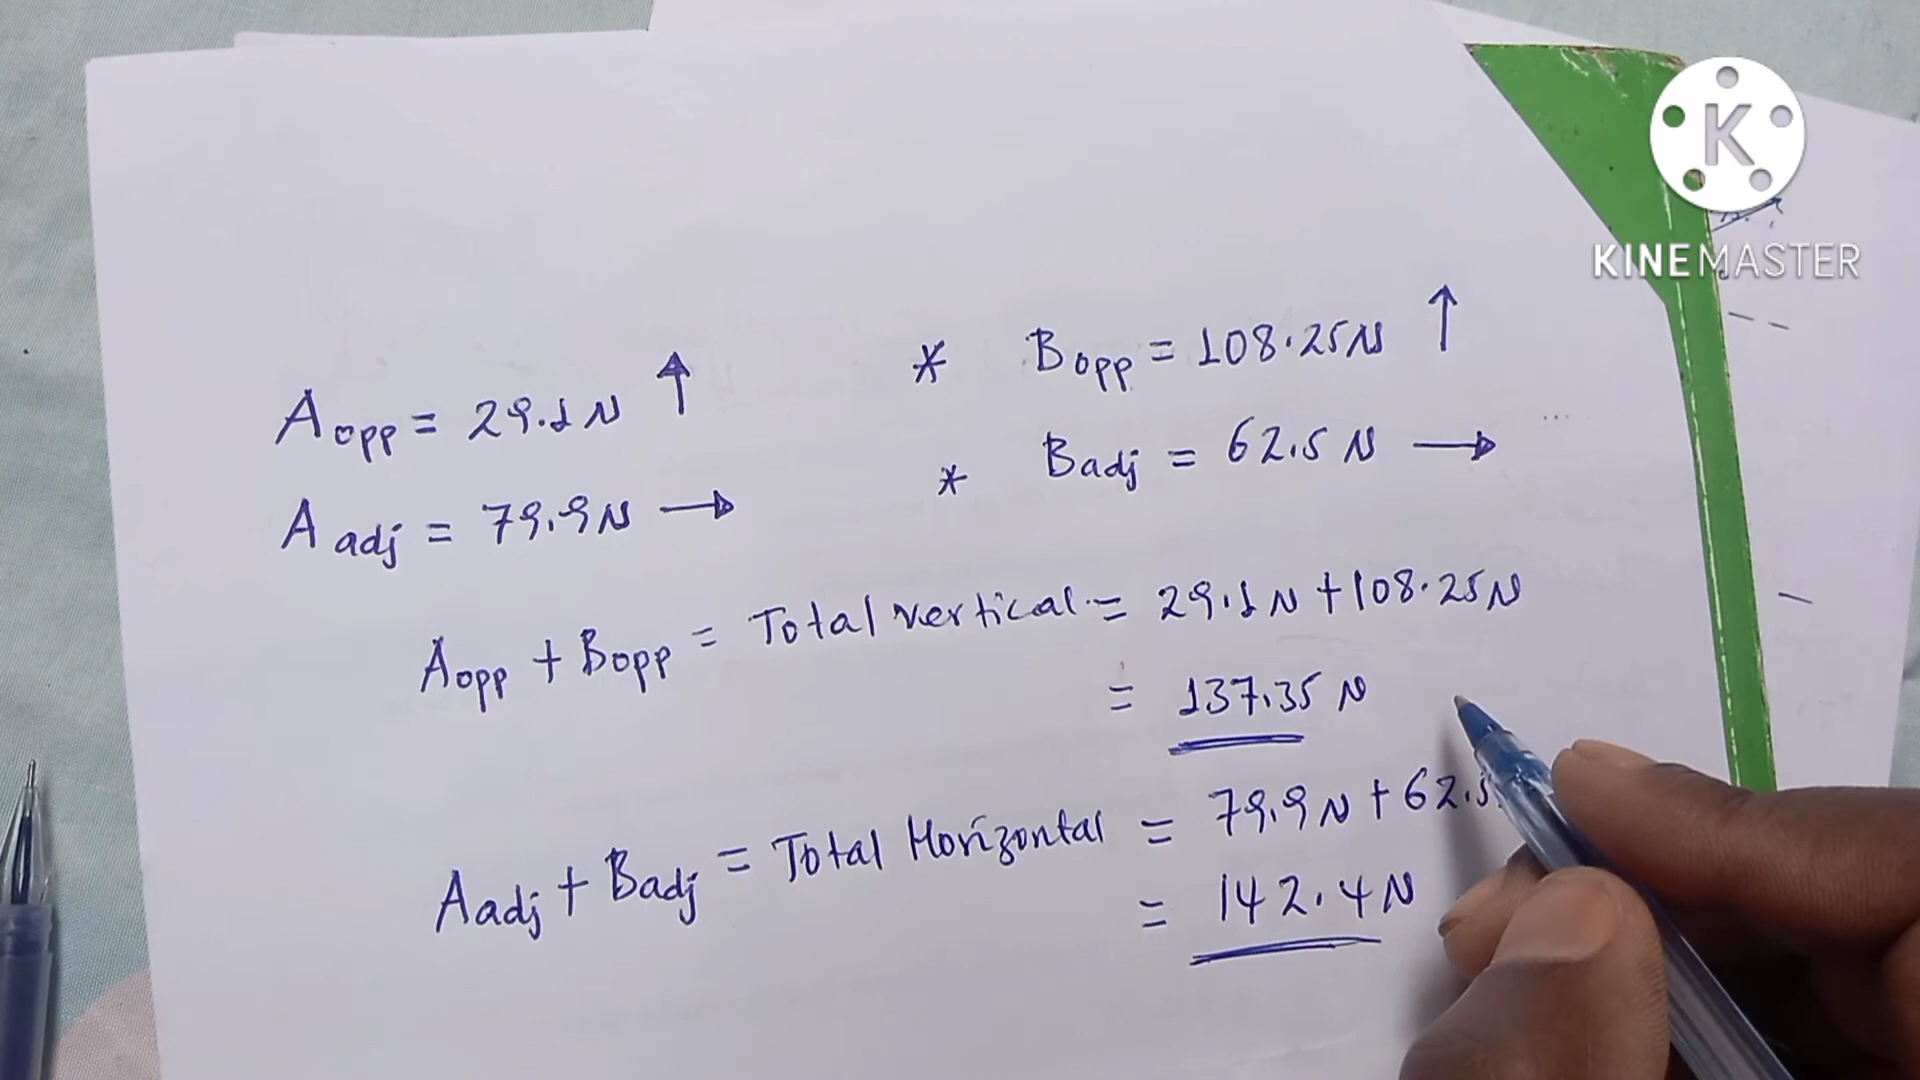 K
KINEMASTER
Aopp = 29.1N ↑
* Bopp = 108.25N ↑
Aadj = 79.9N →
* Badj = 62.5N →
Aopp + Bopp = Total vertical = 29.1N + 108.25N
= 137.35N
Aadj + Badj = Total Horizontal = 79.9N + 62.5
= 142.4N